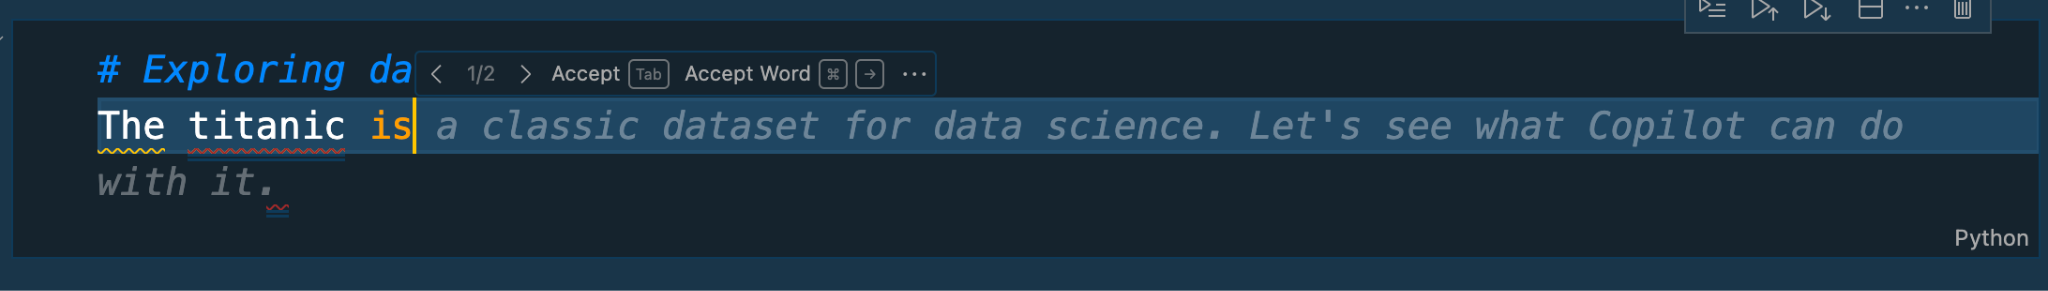 # Exploring da
1/2 Accept Tab Accept Word ⌘ → ···
The titanic is a classic dataset for data science. Let's see what Copilot can do
with it.
Python